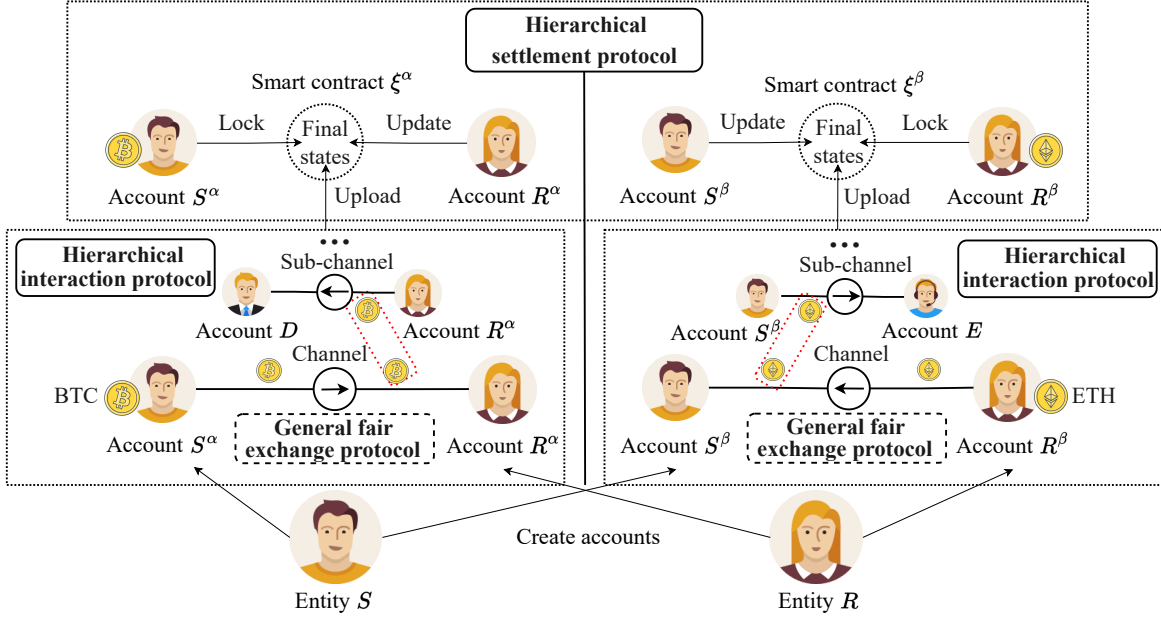 Hierarchical
settlement protocol
Smart contract ξ^α
Smart contract ξ^β
Lock
Final
states
Update
Update
Final
states
Lock
Account S^α
Account R^α
Account S^β
Account R^β
Upload
Upload
Hierarchical
interaction protocol
...
Sub-channel
...
Sub-channel
Hierarchical
interaction protocol
Account D
Account R^α
Account S^β
Account E
Channel
Channel
BTC
ETH
General fair
exchange protocol
General fair
exchange protocol
Account S^α
Account R^α
Account S^β
Account R^β
Create accounts
Entity S
Entity R